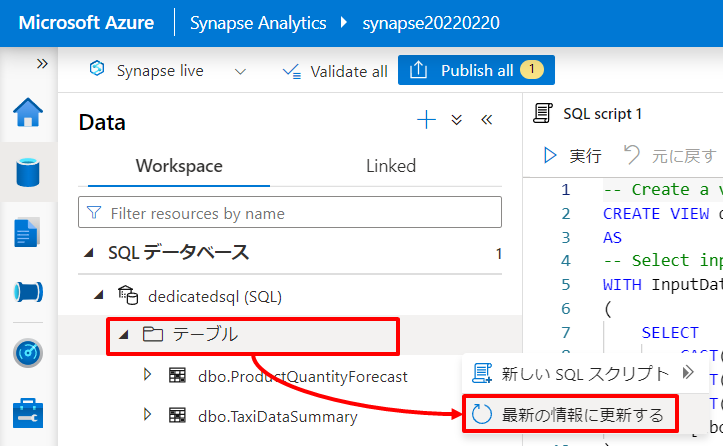 Microsoft Azure Synapse Analytics synapse20220220
Synapse live Validate all Publish all 1
Data
Workspace Linked
Filter resources by name
SQL データベース 1
dedicatedsql (SQL)
テーブル
dbo.ProductQuantityForecast
dbo.TaxiDataSummary
SQL script 1
実行 元に戻す
1 -- Create a
2 CREATE VIEW
3 AS
4 -- Select
5 WITH
6 (
7 SELECT
8
新しい SQL スクリプト
最新の情報に更新する